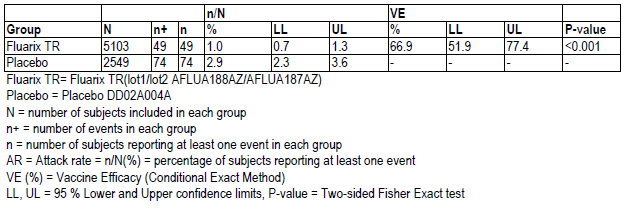 n/N VE
Group N n+ n % LL UL % LL UL P-value
Fluarix TR 5103 49 49 1.0 0.7 1.3 66.9 51.9 77.4 <0.001
Placebo 2549 74 74 2.9 2.3 3.6 - - - -
Fluarix TR= Fluarix TR(lot1/lot2 AFLUA188AZ/AFLUA187AZ)
Placebo = Placebo DD02A004A
N = number of subjects included in each group
n+ = number of events in each group
n = number of subjects reporting at least one event in each group
AR = Attack rate = n/N(%) = percentage of subjects reporting at least one event
VE (%) = Vaccine Efficacy (Conditional Exact Method)
LL, UL = 95 % Lower and Upper confidence limits, P-value = Two-sided Fisher Exact test